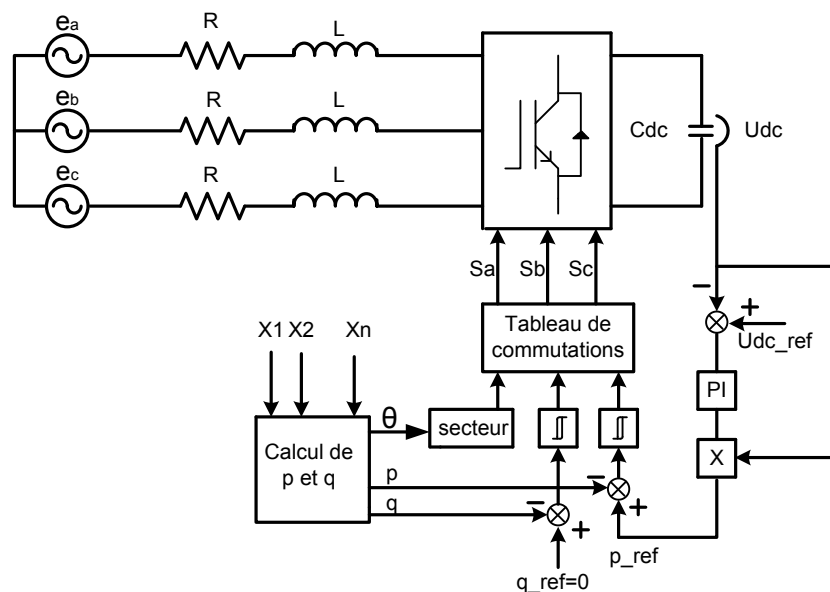 ea
R
L
eb
R
L
ec
R
L
Cdc
Udc
Sa
Sb
Sc
Tableau de
commutations
Udc_ref
PI
X
X1
X2
Xn
θ
secteur
Calcul de
p et q
p
q
p_ref
q_ref=0
−
+
−
+
−
+